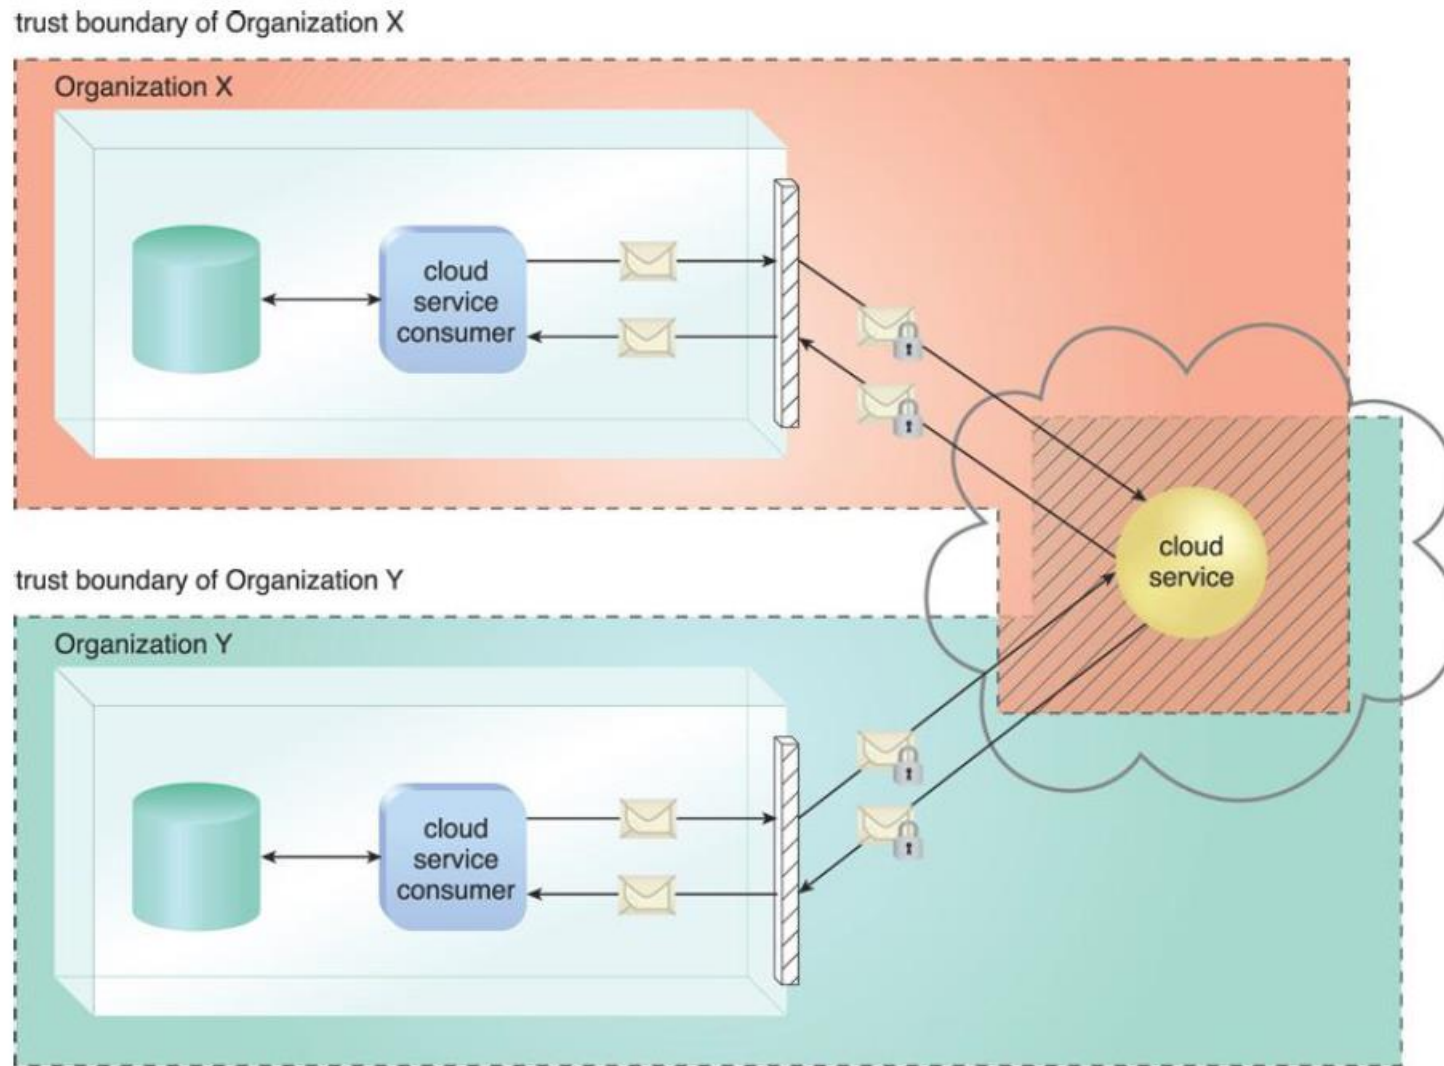 trust boundary of Organization X
Organization X
cloud
service
consumer
cloud
service
trust boundary of Organization Y
Organization Y
cloud
service
consumer